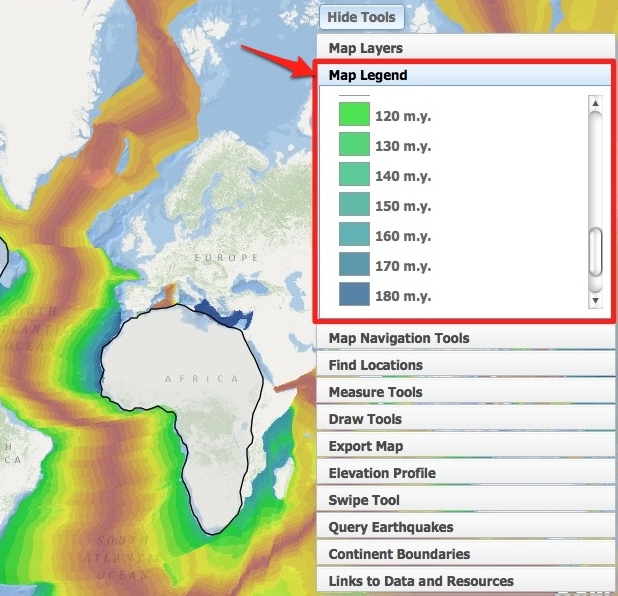 Hide Tools
Map Layers
Map Legend
120 m.y.
130 m.y.
140 m.y.
150 m.y.
160 m.y.
170 m.y.
180 m.y.
Map Navigation Tools
Find Locations
Measure Tools
Draw Tools
Export Map
Elevation Profile
Swipe Tool
Query Earthquakes
Continent Boundaries
Links to Data and Resources
EUROPE
AFRICA
ATLANTIC
OCEAN
H
CA
SOUTH
ATLANTIC
OCEAN